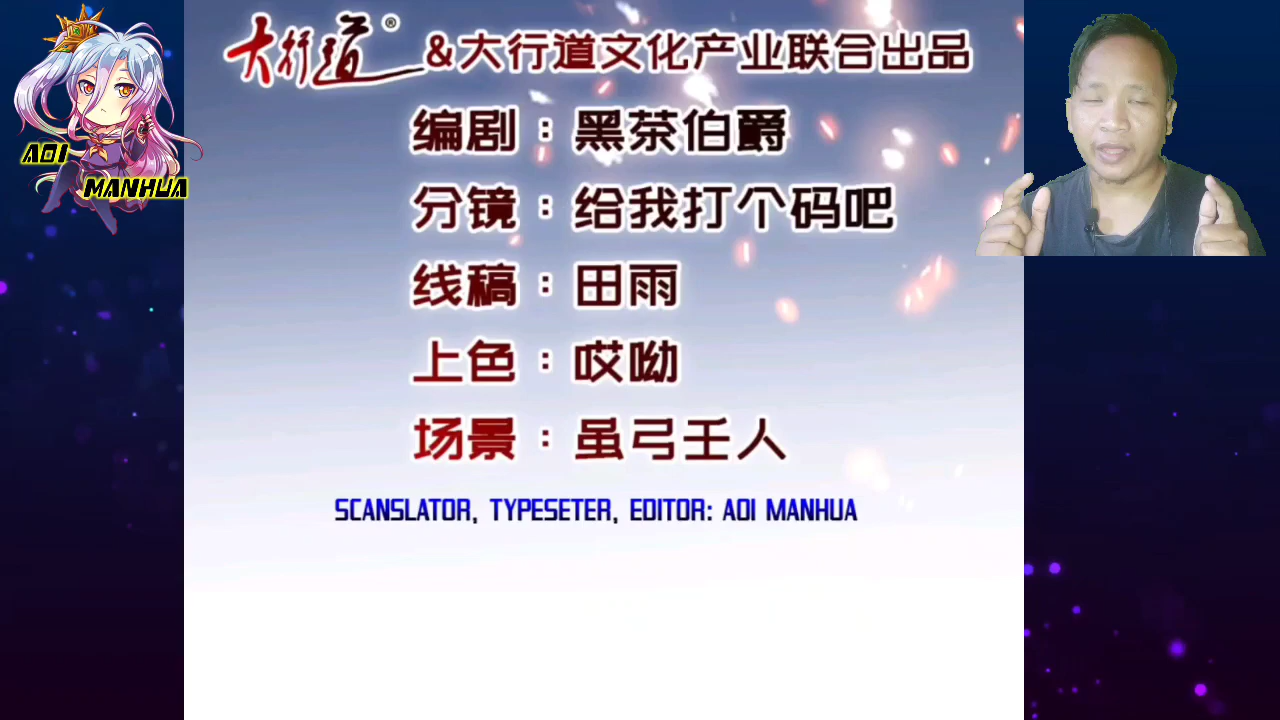 AOI
MANHUA
大行道® &大行道文化产业联合出品
编剧：黑茶伯爵
分镜：给我打个码吧
线稿：田雨
上色：哎呦
场景：虽弓壬人
SCANSLATOR, TYPESETER, EDITOR: AOI MANHUA